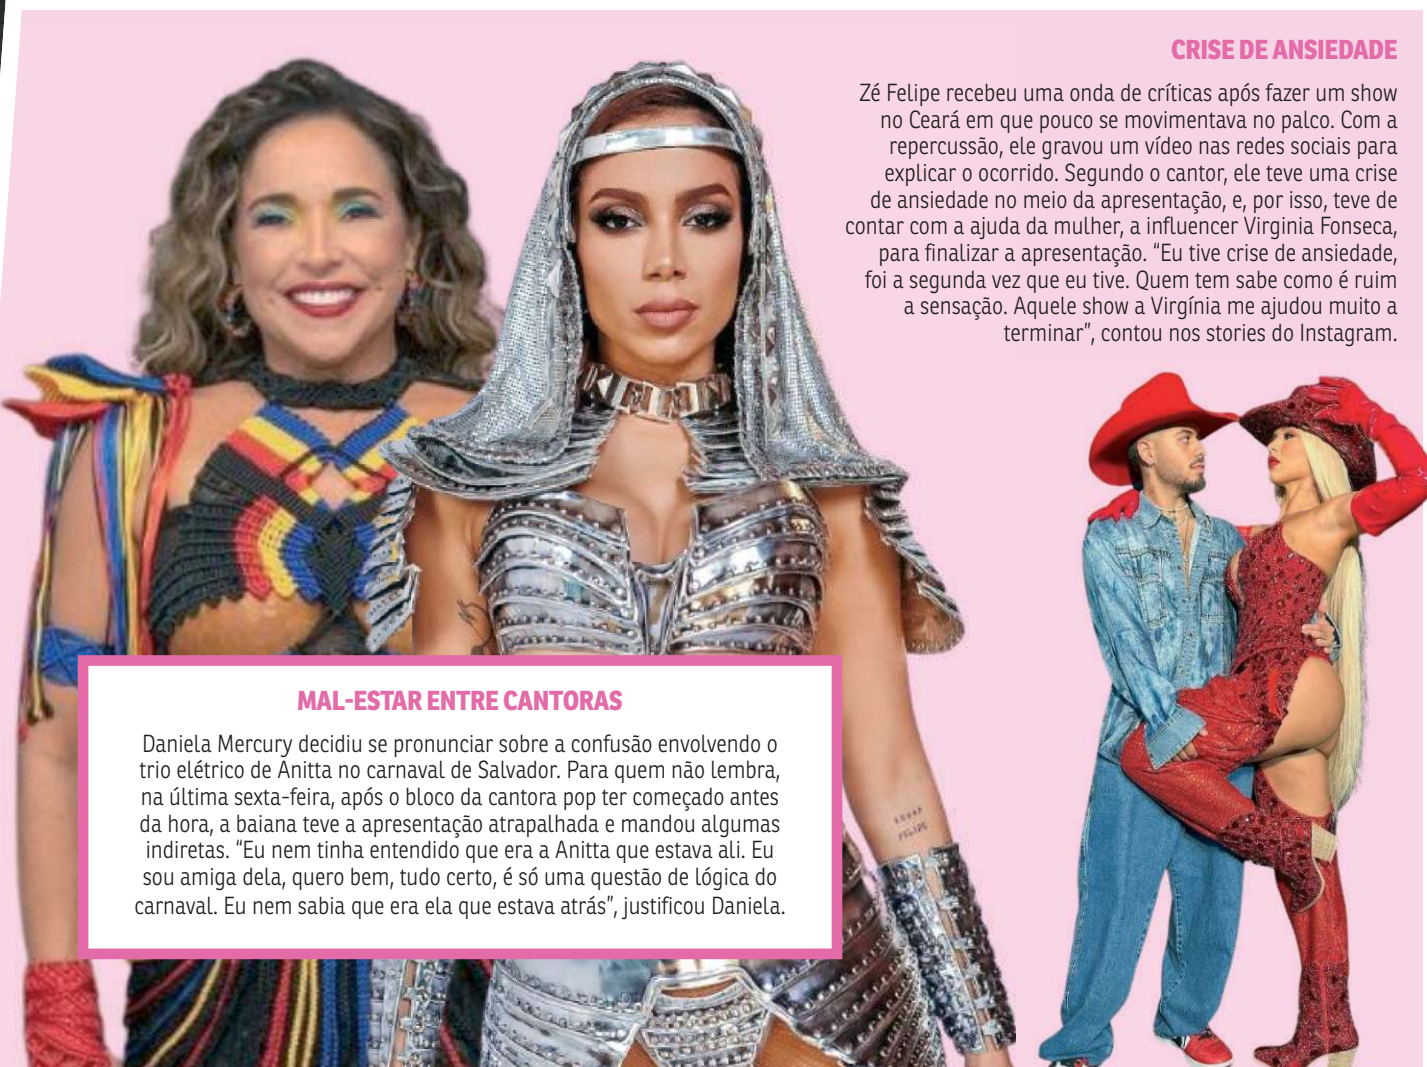 CRISE DE ANSIEDADE
Zé Felipe recebeu uma onda de críticas após fazer um show
no Ceará em que pouco se movimentava no palco. Com a
repercussão, ele gravou um vídeo nas redes sociais para
explicar o ocorrido. Segundo o cantor, ele teve uma crise
de ansiedade no meio da apresentação, e, por isso, teve de
contar com a ajuda da mulher, a influencer Virginia Fonseca,
para finalizar a apresentação. “Eu tive crise de ansiedade,
foi a segunda vez que eu tive. Quem tem sabe como é ruim
a sensação. Aquele show a Virgínia me ajudou muito a
terminar”, contou nos stories do Instagram.
MAL-ESTAR ENTRE CANTORAS
Daniela Mercury decidiu se pronunciar sobre a confusão envolvendo o
trio elétrico de Anitta no carnaval de Salvador. Para quem não lembra,
na última sexta-feira, após o bloco da cantora pop ter começado antes
da hora, a baiana teve a apresentação atrapalhada e mandou algumas
indiretas. “Eu nem tinha entendido que era a Anitta que estava ali. Eu
sou amiga dela, quero bem, tudo certo, é só uma questão de lógica do
carnaval. Eu nem sabia que era ela que estava atrás”, justificou Daniela.
FELIPE